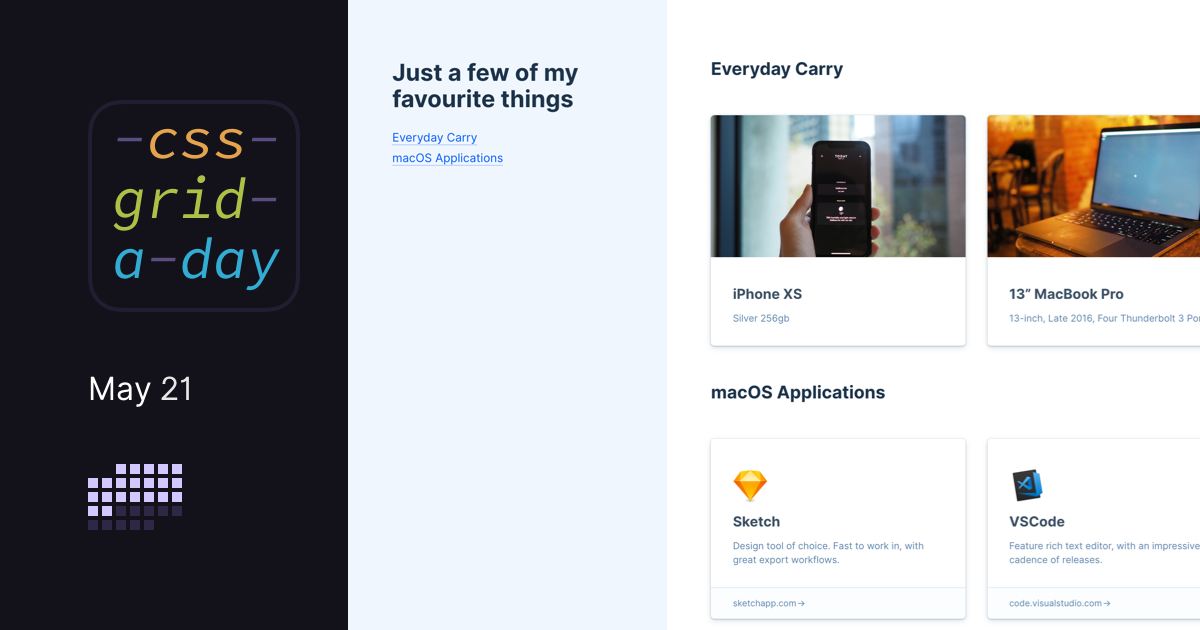 -css-
grid-
a-day
May 21
Just a few of my
favourite things
Everyday Carry
macOS Applications
Everyday Carry
iPhone XS
Silver 256gb
13” MacBook Pro
13-inch, Late 2016, Four Thunderbolt 3 Po
macOS Applications
Sketch
Design tool of choice. Fast to work in, with
great export workflows.
sketchapp.com→
VSCode
Feature rich text editor, with an impressive
cadence of releases.
code.visualstudio.com→